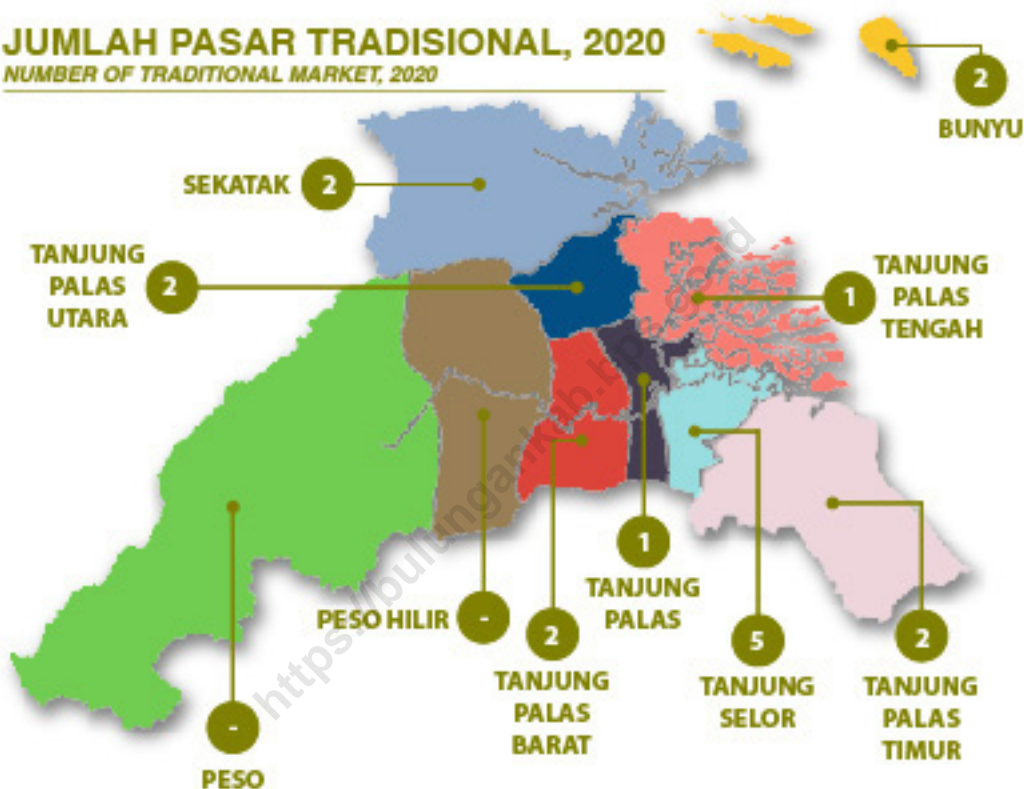 JUMLAH PASAR TRADISIONAL, 2020
NUMBER OF TRADITIONAL MARKET, 2020
2
BUNYU
SEKATAK
2
TANJUNG
PALAS
UTARA
2
1
TANJUNG
PALAS
TENGAH
1
TANJUNG
PALAS
PESO HILIR
-
2
TANJUNG
PALAS
BARAT
5
TANJUNG
SELOR
2
TANJUNG
PALAS
TIMUR
-
PESO
https://bulungankab.bps.go.id